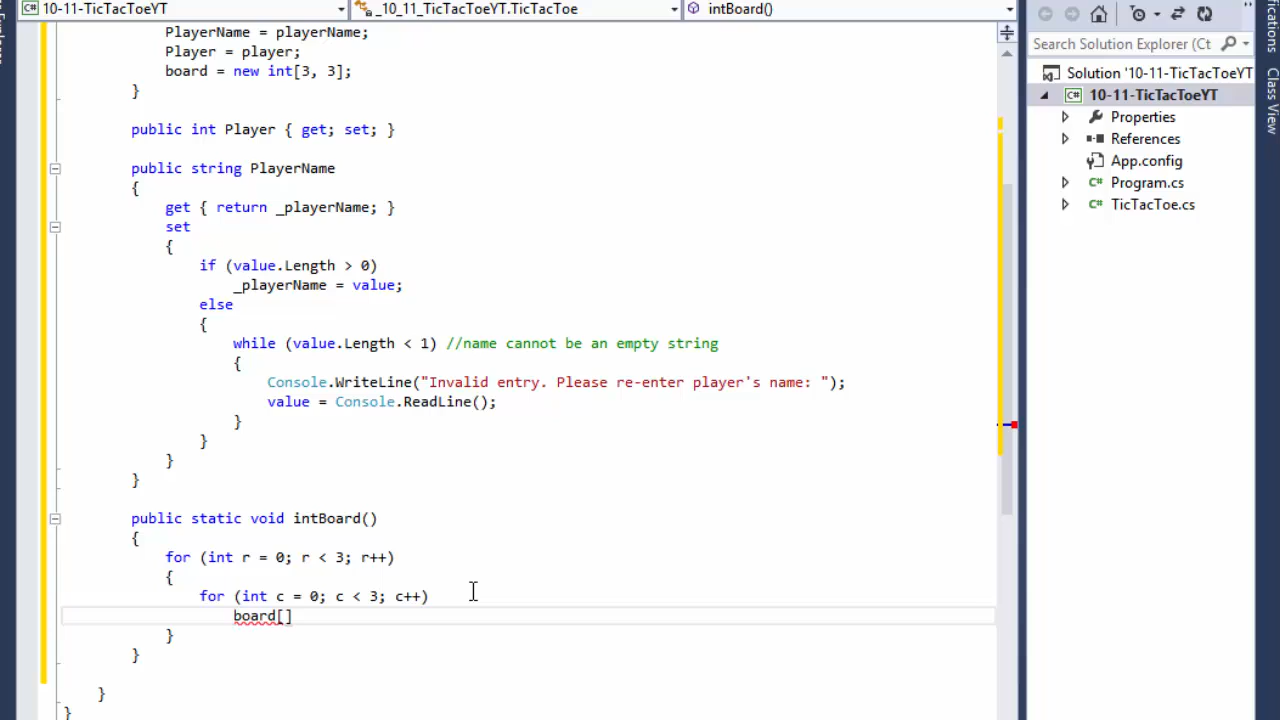 10-11-TicTacToeYT
_10_11_TicTacToeYT.TicTacToe
intBoard()
PlayerName = playerName;
Player = player;
board = new int[3, 3];
}
public int Player { get; set; }
public string PlayerName
{
get { return _playerName; }
set
{
if (value.Length > 0)
_playerName = value;
else
{
while (value.Length < 1) //name cannot be an empty string
{
Console.WriteLine("Invalid entry. Please re-enter player's name: ");
value = Console.ReadLine();
}
}
}
}
public static void intBoard()
{
for (int r = 0; r < 3; r++)
{
for (int c = 0; c < 3; c++)
board[]
}
}
}
}
Search Solution Explorer (Ct
Solution '10-11-TicTacToeYT
10-11-TicTacToeYT
Properties
References
App.config
Program.cs
TicTacToe.cs
Class View